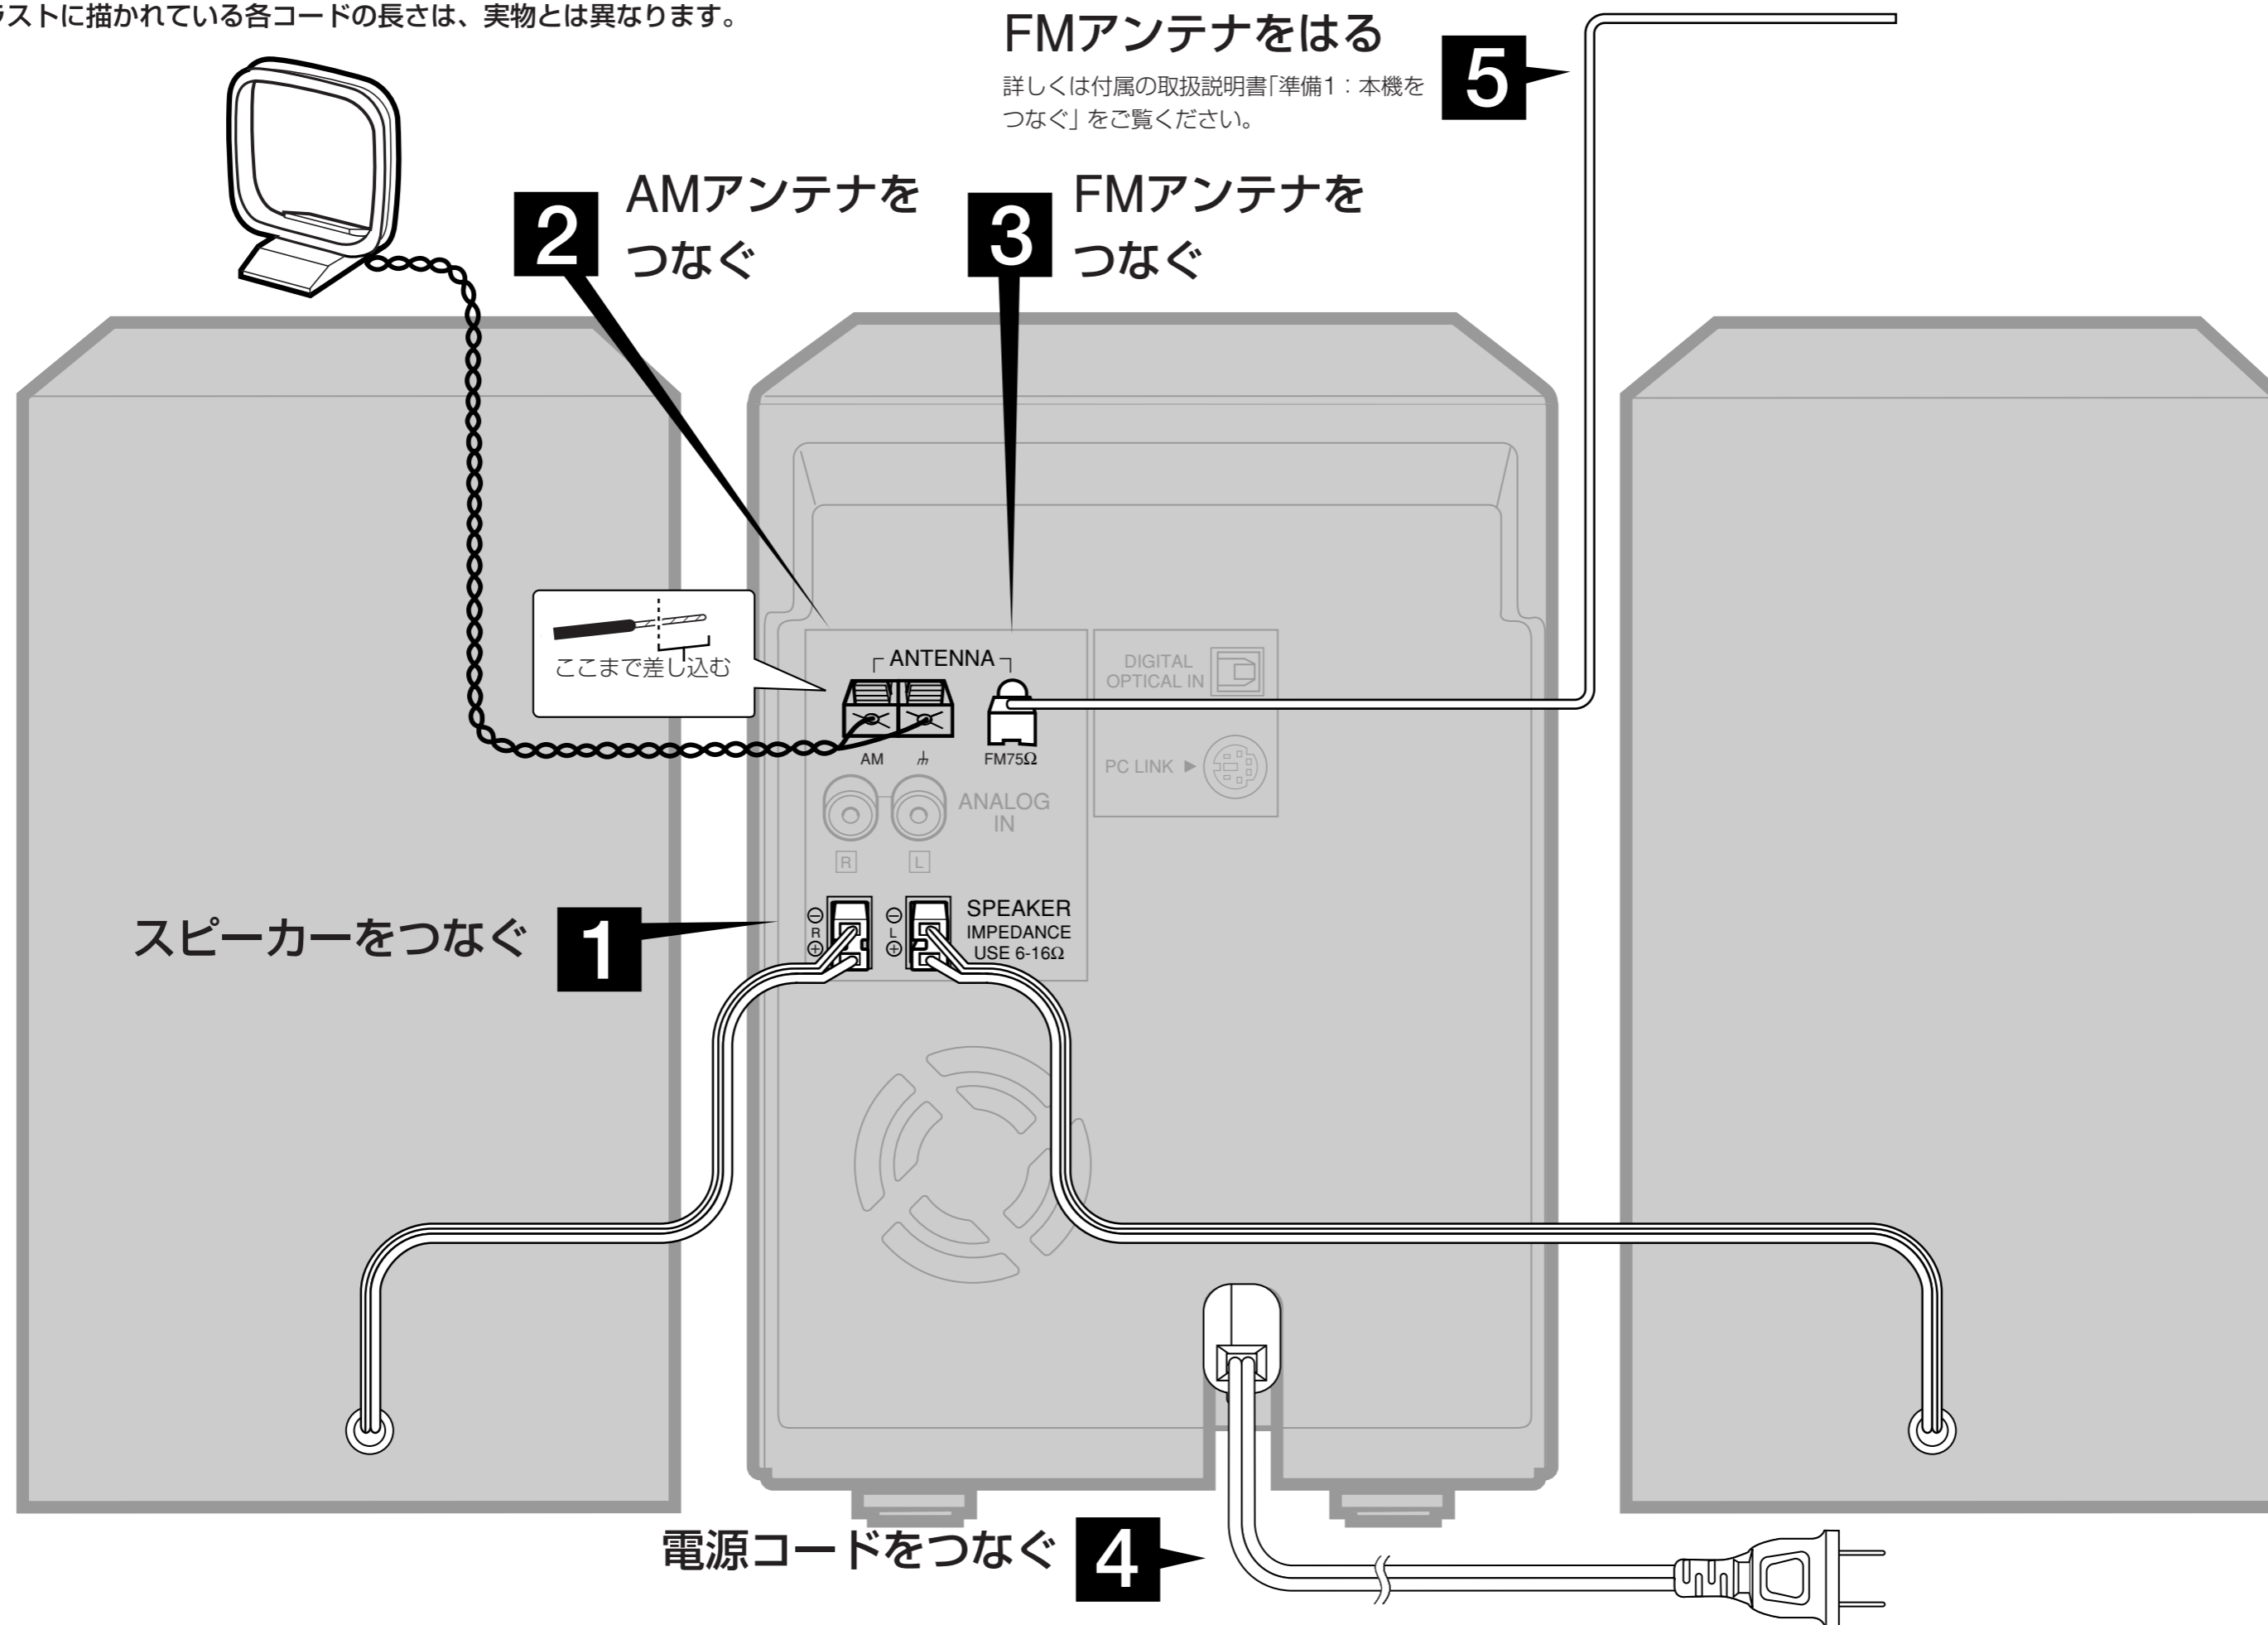 ラストに描かれている各コードの長さは、実物とは異なります。
FMアンテナをはる
詳しくは付属の取扱説明書「準備1：本機を
つなぐ」をご覧ください。
5
2
AMアンテナを
つなぐ
3
FMアンテナを
つなぐ
ここまで差し込む
ANTENNA
AM
FM75Ω
DIGITAL
OPTICAL IN
PC LINK ►
ANALOG
IN
R
L
スピーカーをつなぐ
1
⊖
R
⊕
⊖
L
⊕
SPEAKER
IMPEDANCE
USE 6-16Ω
電源コードをつなぐ
4